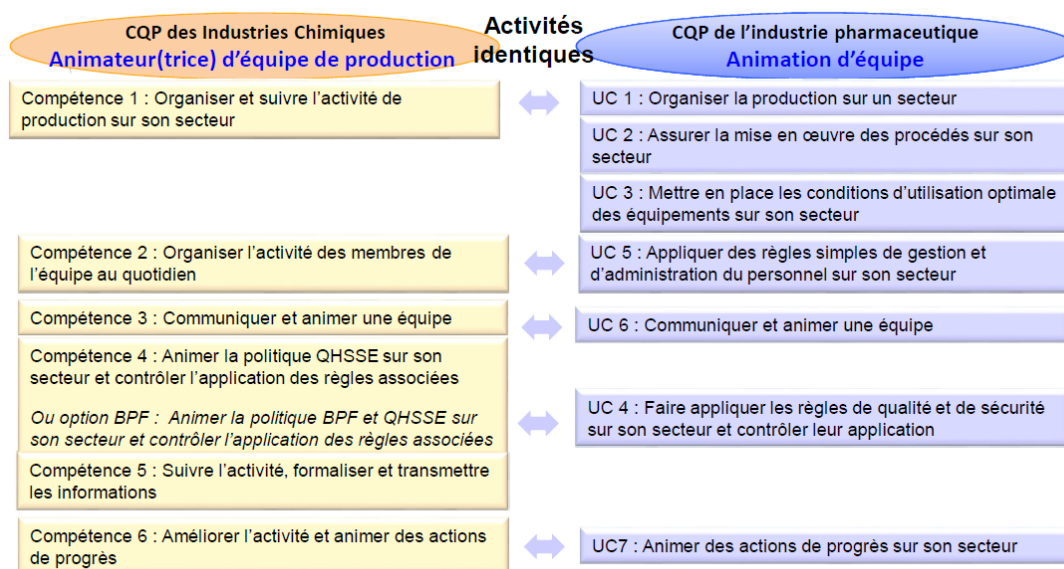 CQP des Industries Chimiques
Animateur(trice) d'équipe de production
Activités
identiques
CQP de l'industrie pharmaceutique
Animation d'équipe
Compétence 1 : Organiser et suivre l'activité de
production sur son secteur
UC 1 : Organiser la production sur un secteur
UC 2 : Assurer la mise en œuvre des procédés sur son
secteur
UC 3 : Mettre en place les conditions d'utilisation optimale
des équipements sur son secteur
Compétence 2 : Organiser l'activité des membres de
l'équipe au quotidien
UC 5 : Appliquer des règles simples de gestion et
d'administration du personnel sur son secteur
Compétence 3 : Communiquer et animer une équipe
UC 6 : Communiquer et animer une équipe
Compétence 4 : Animer la politique QHSSE sur son
secteur et contrôler l'application des règles associées
Ou option BPF : Animer la politique BPF et QHSSE sur
son secteur et contrôler l'application des règles associées
UC 4 : Faire appliquer les règles de qualité et de sécurité
sur son secteur et contrôler leur application
Compétence 5 : Suivre l'activité, formaliser et transmettre
les informations
Compétence 6 : Améliorer l'activité et animer des actions
de progrès
UC7 : Animer des actions de progrès sur son secteur